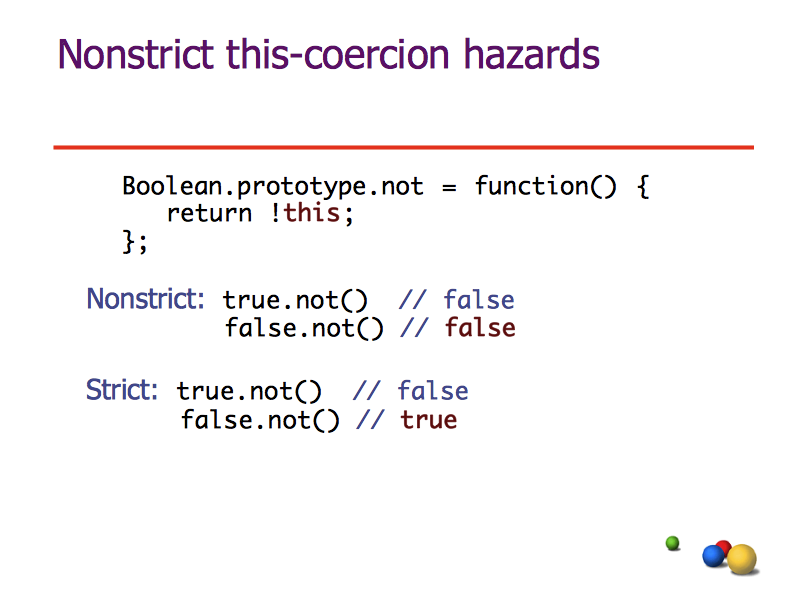 Nonstrict this-coercion hazards
Boolean.prototype.not = function() {
return !this;
};
Nonstrict: true.not() // false
false.not() // false
Strict: true.not() // false
false.not() // true